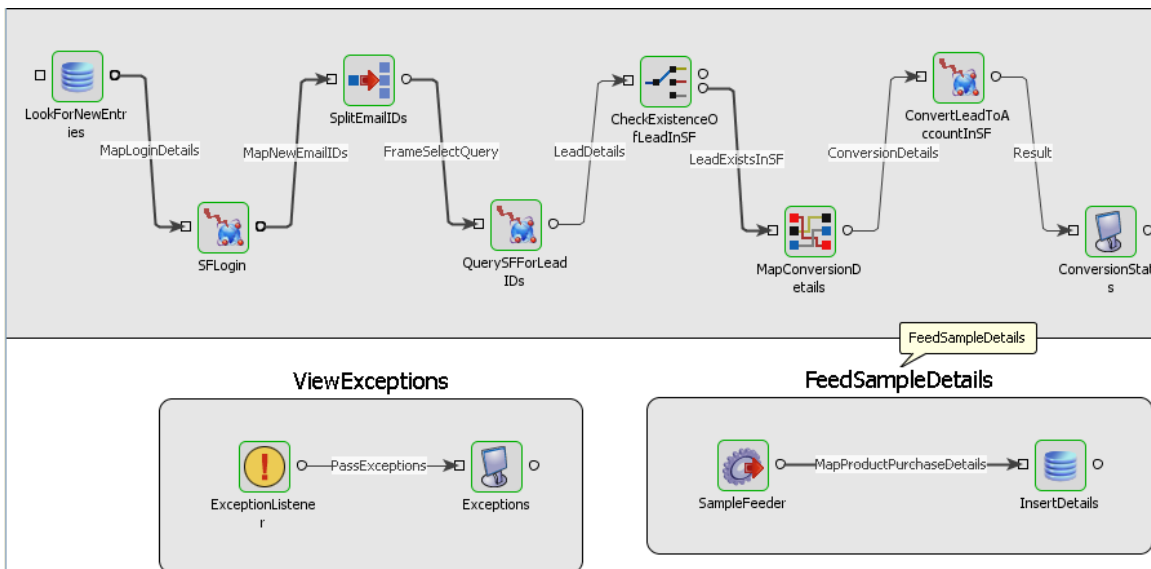 LookForNewEntr
ies
MapLoginDetails
SFLogin
MapNewEmailIDs
SplitEmailIDs
FrameSelectQuery
QuerySFForLead
IDs
LeadDetails
CheckExistenceO
fLeadInSF
LeadExistsInSF
MapConversionD
etails
ConversionDetails
ConvertLeadToA
ccountInSF
Result
ConversionStat
s
FeedSampleDetails
ViewExceptions
FeedSampleDetails
ExceptionListene
r
PassExceptions
Exceptions
SampleFeeder
MapProductPurchaseDetails
InsertDetails